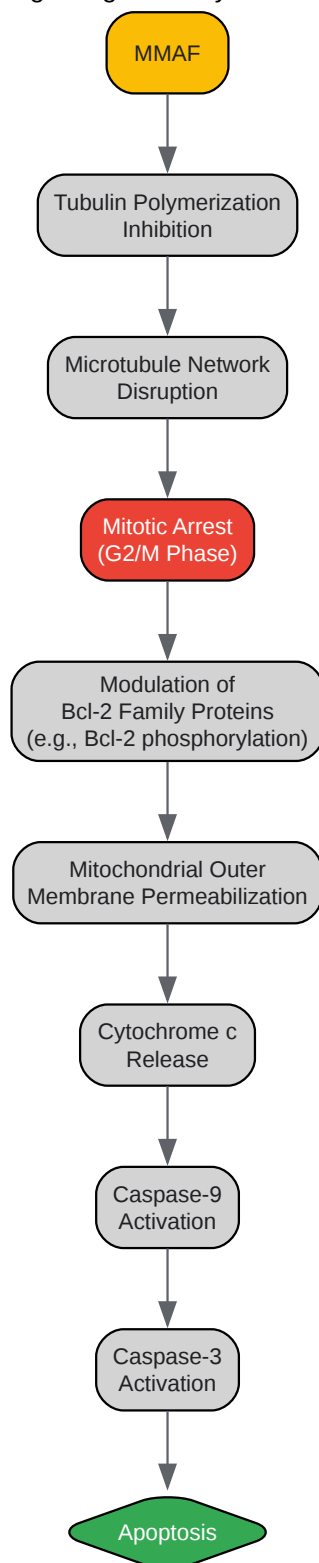 MMAF
Tubulin Polymerization
Inhibition
Microtubule Network
Disruption
Mitotic Arrest
(G2/M Phase)
Modulation of
Bcl-2 Family Proteins
(e.g., Bcl-2 phosphorylation)
Mitochondrial Outer
Membrane Permeabilization
Cytochrome c
Release
Caspase-9
Activation
Caspase-3
Activation
Apoptosis